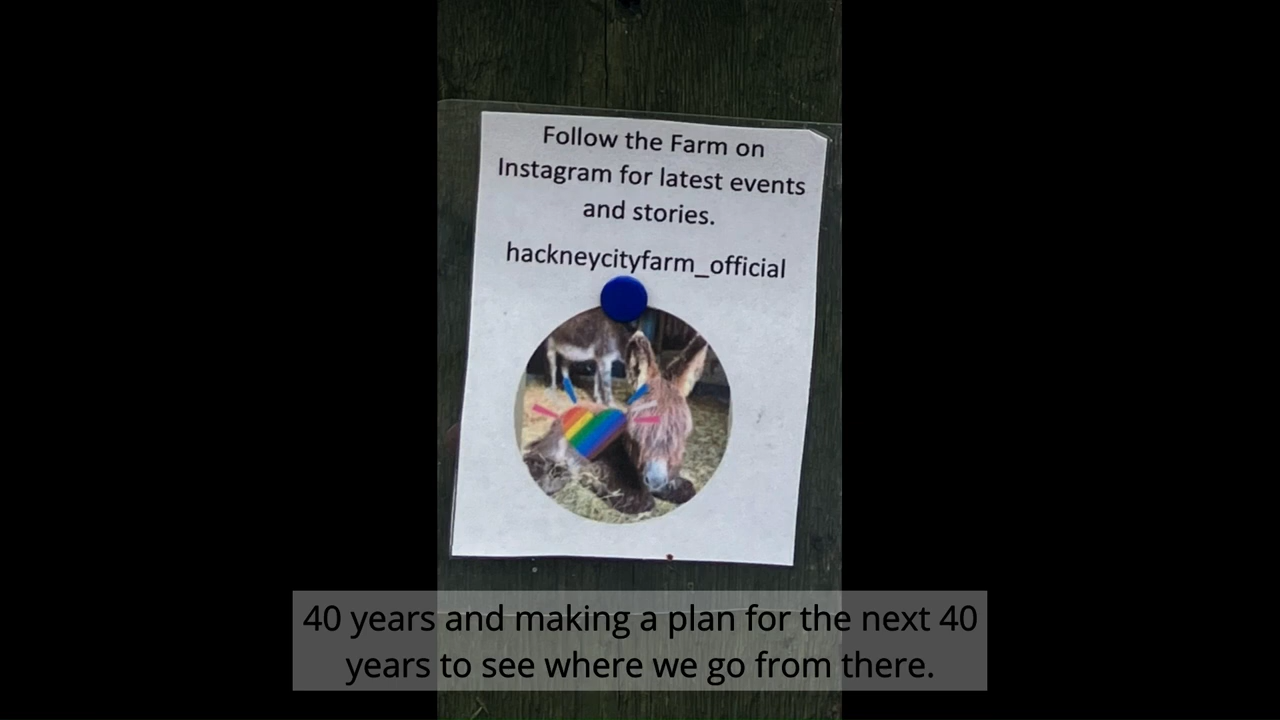 Follow the Farm on
Instagram for latest events
and stories.
hackneycityfarm_official
40 years and making a plan for the next 40
years to see where we go from there.